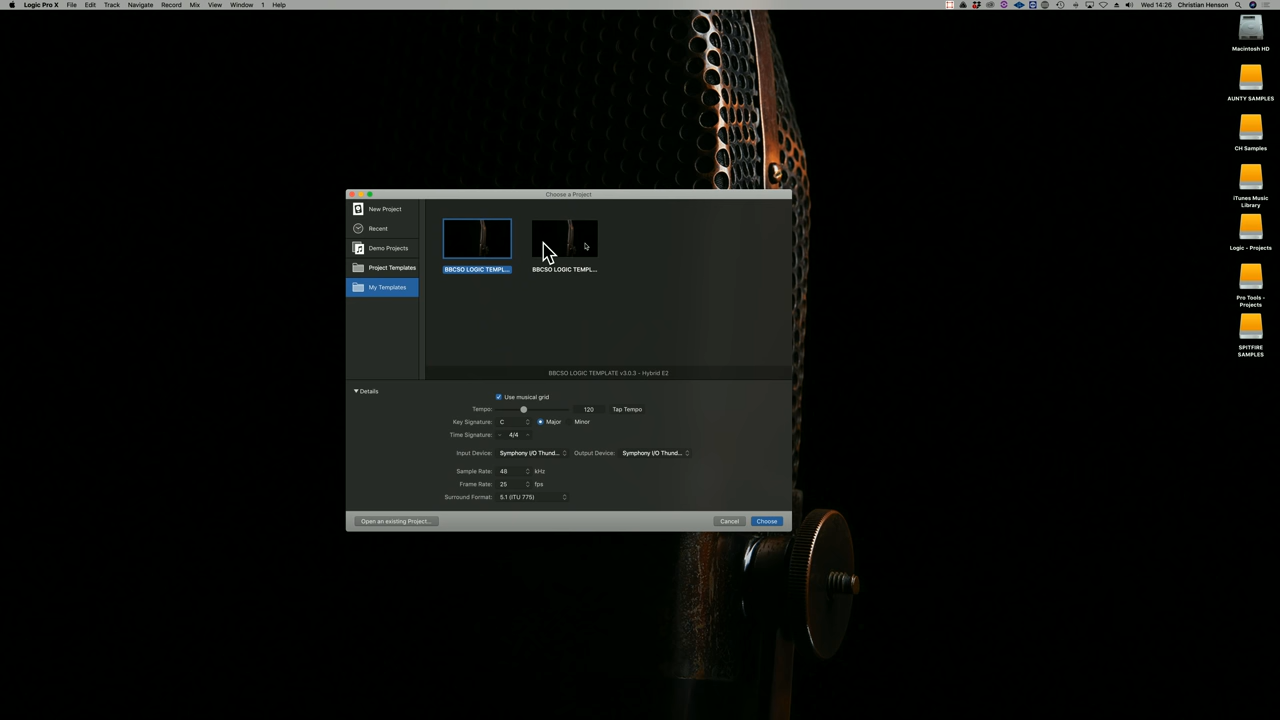 Logic Pro X File Edit Track Navigate Record Mix View Window 1 Help Wed 14:26 Christian Henson
Macintosh HD
AUNTY SAMPLES
CH Samples
iTunes Music
Library
Logic - Projects
Pro Tools -
Projects
SPITFIRE
SAMPLES
Choose a Project
New Project
Recent
Demo Projects
Project Templates
My Templates
BBCSO LOGIC TEMPL... BBCSO LOGIC TEMPL...
BBCSO LOGIC TEMPLATE v3.0.3 - Hybrid E2
Details
Use musical grid
Tempo: 120 Tap Tempo
Key Signature: C Major Minor
Time Signature: 4/4
Input Device: Symphony I/O Thund... Output Device: Symphony I/O Thund...
Sample Rate: 48 kHz
Frame Rate: 25 fps
Surround Format: 5.1 (ITU 775)
Open an existing Project... Cancel Choose